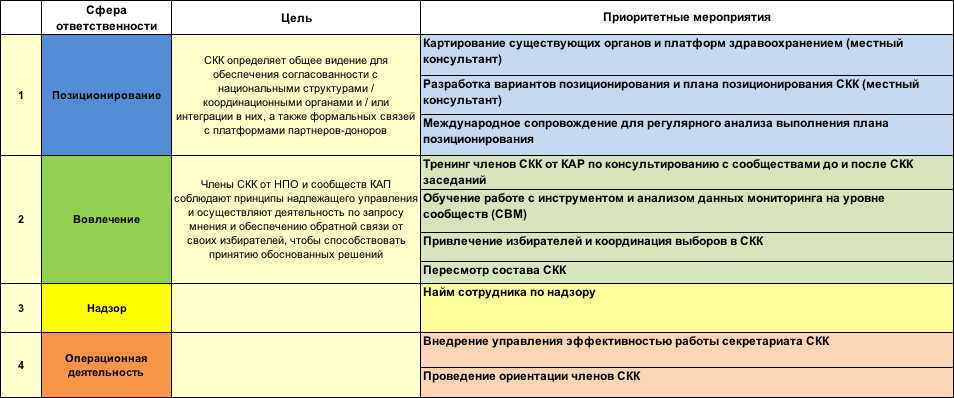 Сфера
ответственности
Цель
Приоритетные мероприятия
1
Позиционирование
СКК определяет общее видение для
обеспечения согласованности с
национальными структурами /
координационными органами и / или
интеграции в них, а также формальных связей
с платформами партнеров-доноров
Картирование существующих органов и платформ здравоохранением (местный
консультант)
Разработка вариантов позиционирования и плана позиционирования СКК (местный
консультант)
Международное сопровождение для регулярного анализа выполнения плана
позиционирования
2
Вовлечение
Члены СКК от НПО и сообществ КАП
соблюдают принципы надлежащего управления
и осуществляют деятельность по запросу
мнения и обеспечению обратной связи от
своих избирателей, чтобы способствовать
принятию обоснованных решений
Тренинг членов СКК от КАР по консультированию с сообществами до и после СКК
заседаний
Обучение работе с инструментом и анализом данных мониторинга на уровне
сообществ (CBM)
Привлечение избирателей и координация выборов в СКК
Пересмотр состава СКК
3
Надзор
Найм сотрудника по надзору
4
Операционная
деятельность
Внедрение управления эффективностью работы секретариата СКК
Проведение ориентации членов СКК